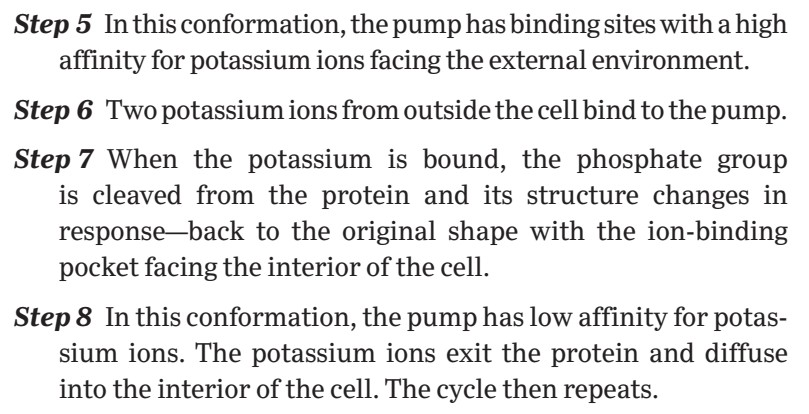 Step 5 In this conformation, the pump has binding sites with a high
affinity for potassium ions facing the external environment.
Step 6 Two potassium ions from outside the cell bind to the pump.
Step 7 When the potassium is bound, the phosphate group
is cleaved from the protein and its structure changes in
response—back to the original shape with the ion-binding
pocket facing the interior of the cell.
Step 8 In this conformation, the pump has low affinity for potas-
sium ions. The potassium ions exit the protein and diffuse
into the interior of the cell. The cycle then repeats.